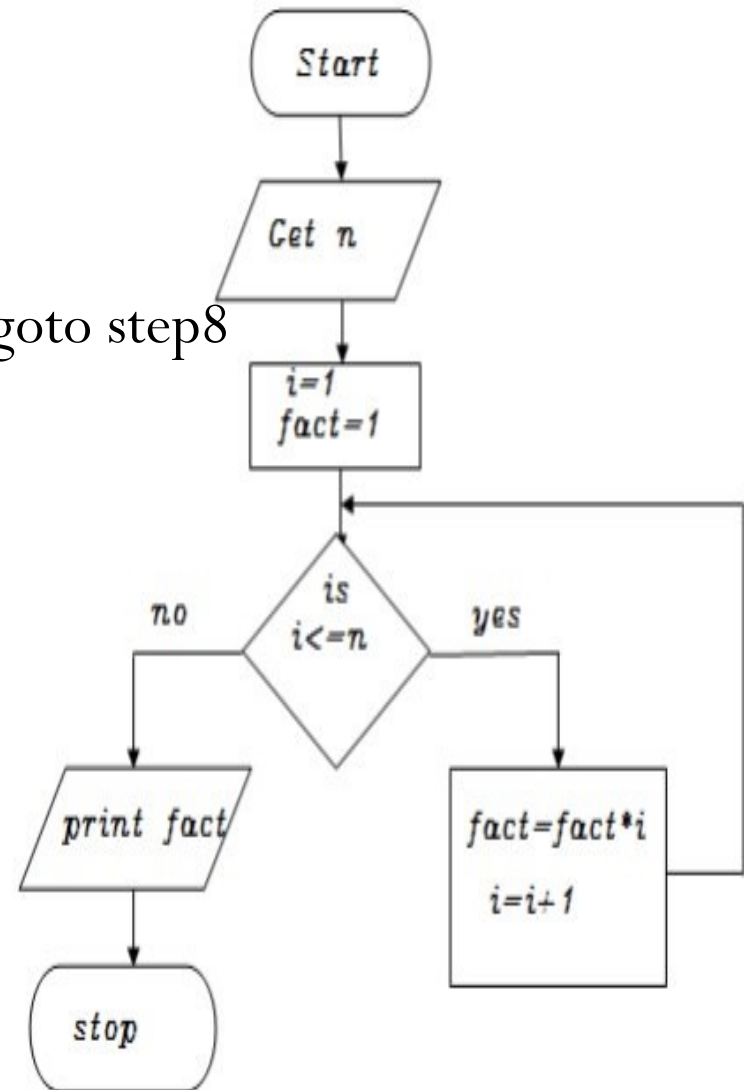 Start
Get n
goto step8
i=1
fact=1
is
i<=n
no
yes
print fact
fact=fact*i
i=i+1
stop